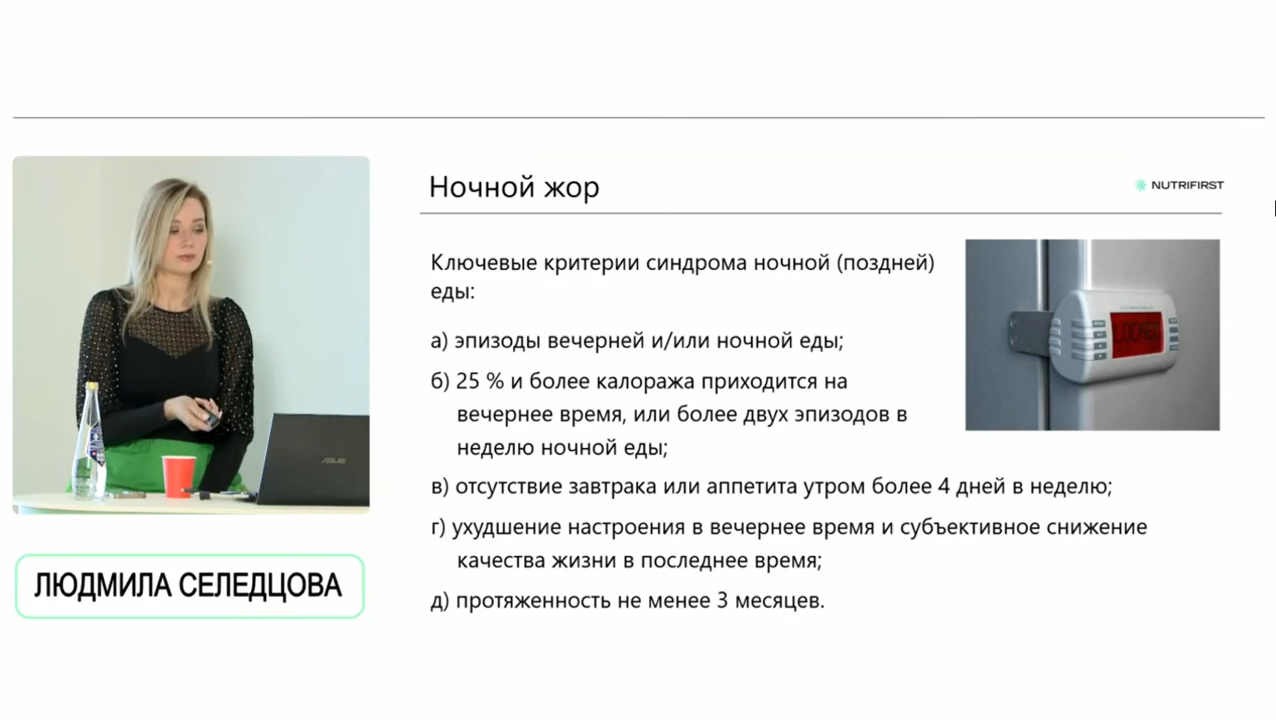 Ночной жор
NUTRIFIRST
Ключевые критерии синдрома ночной (поздней)
еды:
а) эпизоды вечерней и/или ночной еды;
б) 25 % и более калоража приходится на
вечернее время, или более двух эпизодов в
неделю ночной еды;
в) отсутствие завтрака или аппетита утром более 4 дней в неделю;
г) ухудшение настроения в вечернее время и субъективное снижение
качества жизни в последнее время;
д) протяженность не менее 3 месяцев.
LOCKED
ASUS
ЛЮДМИЛА СЕЛЕДЦОВА